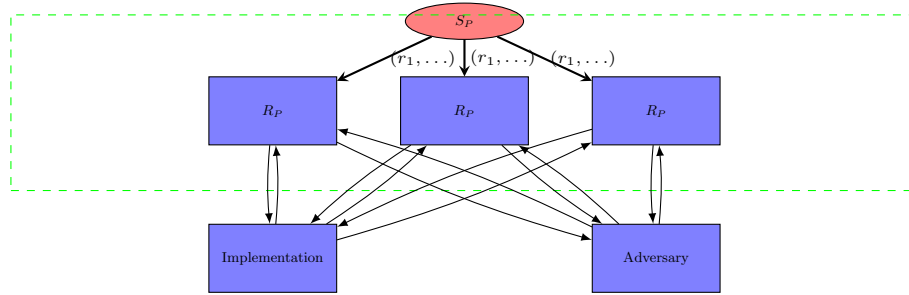 S_P
(r_1, ...) (r_1, ...) (r_1, ...)
R_P R_P R_P
Implementation Adversary